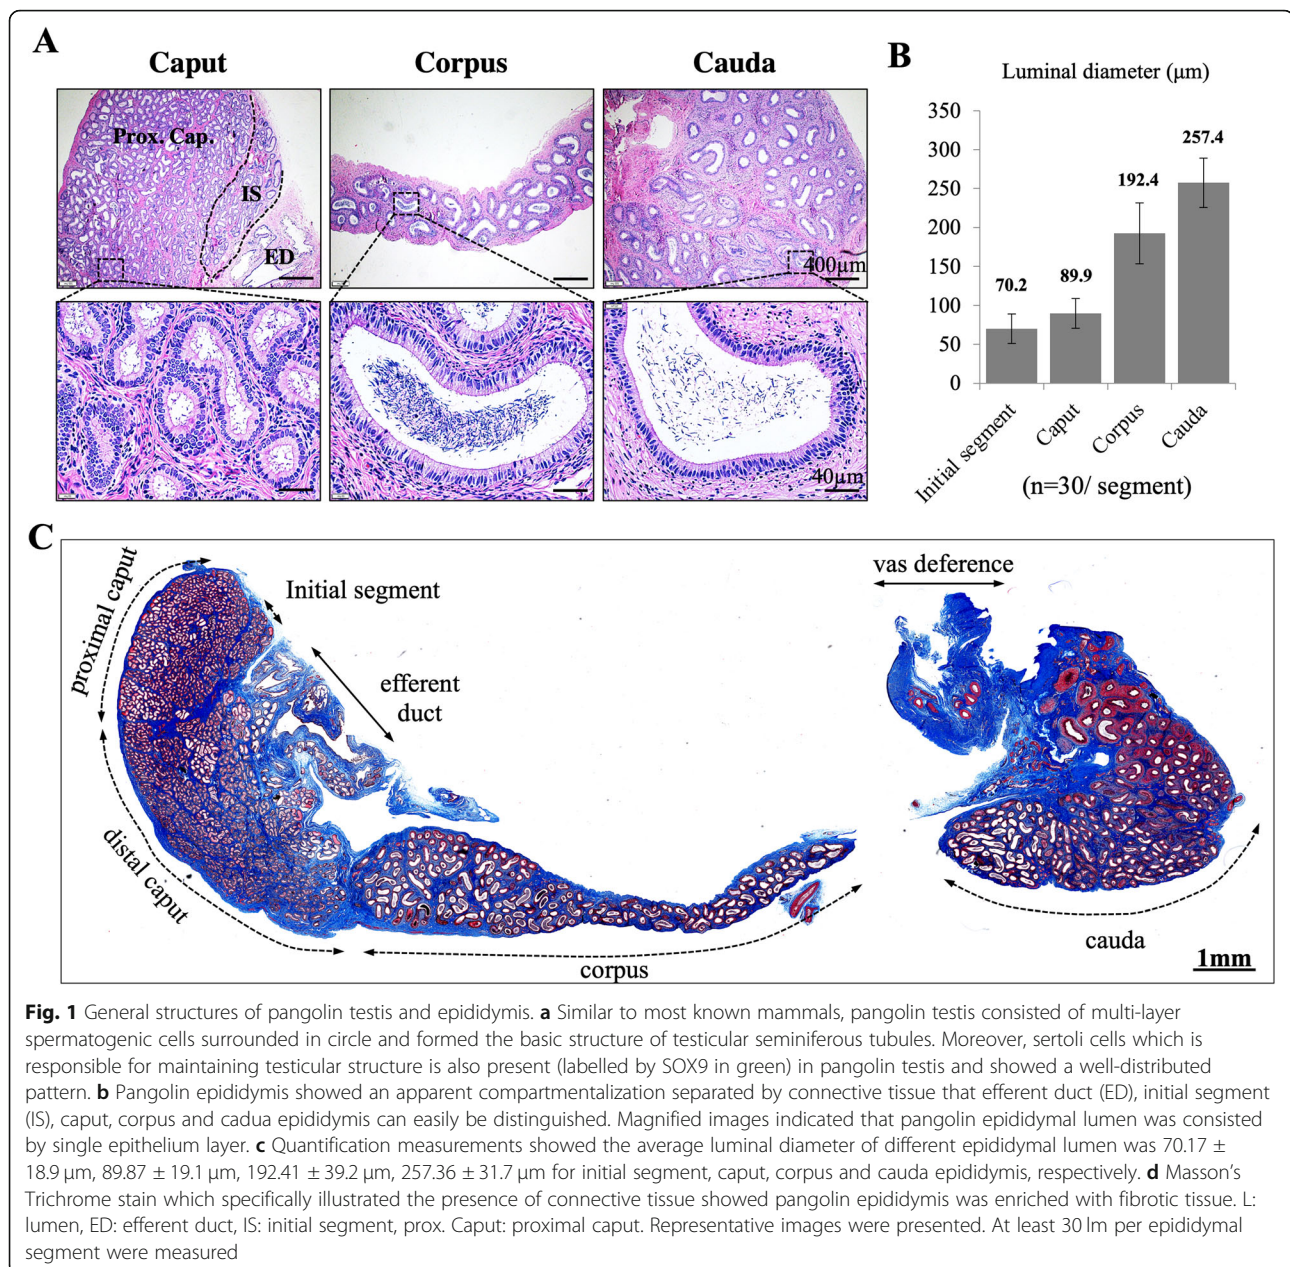 A
Caput
Corpus
Cauda
Prox. Cap.
IS
ED
400µm
40µm
B
Luminal diameter (µm)
350
300
250
200
150
100
50
0
70.2
89.9
192.4
257.4
Initial segment
Caput
Corpus
Cauda
(n=30/ segment)
C
proximal caput
Initial segment
efferent
duct
distal caput
corpus
vas deference
cauda
1mm
Fig. 1 General structures of pangolin testis and epididymis. a Similar to most known mammals, pangolin testis consisted of multi-layer
spermatogenic cells surrounded in circle and formed the basic structure of testicular seminiferous tubules. Moreover, sertoli cells which is
responsible for maintaining testicular structure is also present (labelled by SOX9 in green) in pangolin testis and showed a well-distributed
pattern. b Pangolin epididymis showed an apparent compartmentalization separated by connective tissue that efferent duct (ED), initial segment
(IS), caput, corpus and cadua epididymis can easily be distinguished. Magnified images indicated that pangolin epididymal lumen was consisted
by single epithelium layer. c Quantification measurements showed the average luminal diameter of different epididymal lumen was 70.17 ±
18.9 µm, 89.87 ± 19.1 µm, 192.41 ± 39.2 µm, 257.36 ± 31.7 µm for initial segment, caput, corpus and cauda epididymis, respectively. d Masson's
Trichrome stain which specifically illustrated the presence of connective tissue showed pangolin epididymis was enriched with fibrotic tissue. L:
lumen, ED: efferent duct, IS: initial segment, prox. Caput: proximal caput. Representative images were presented. At least 30 lm per epididymal
segment were measured